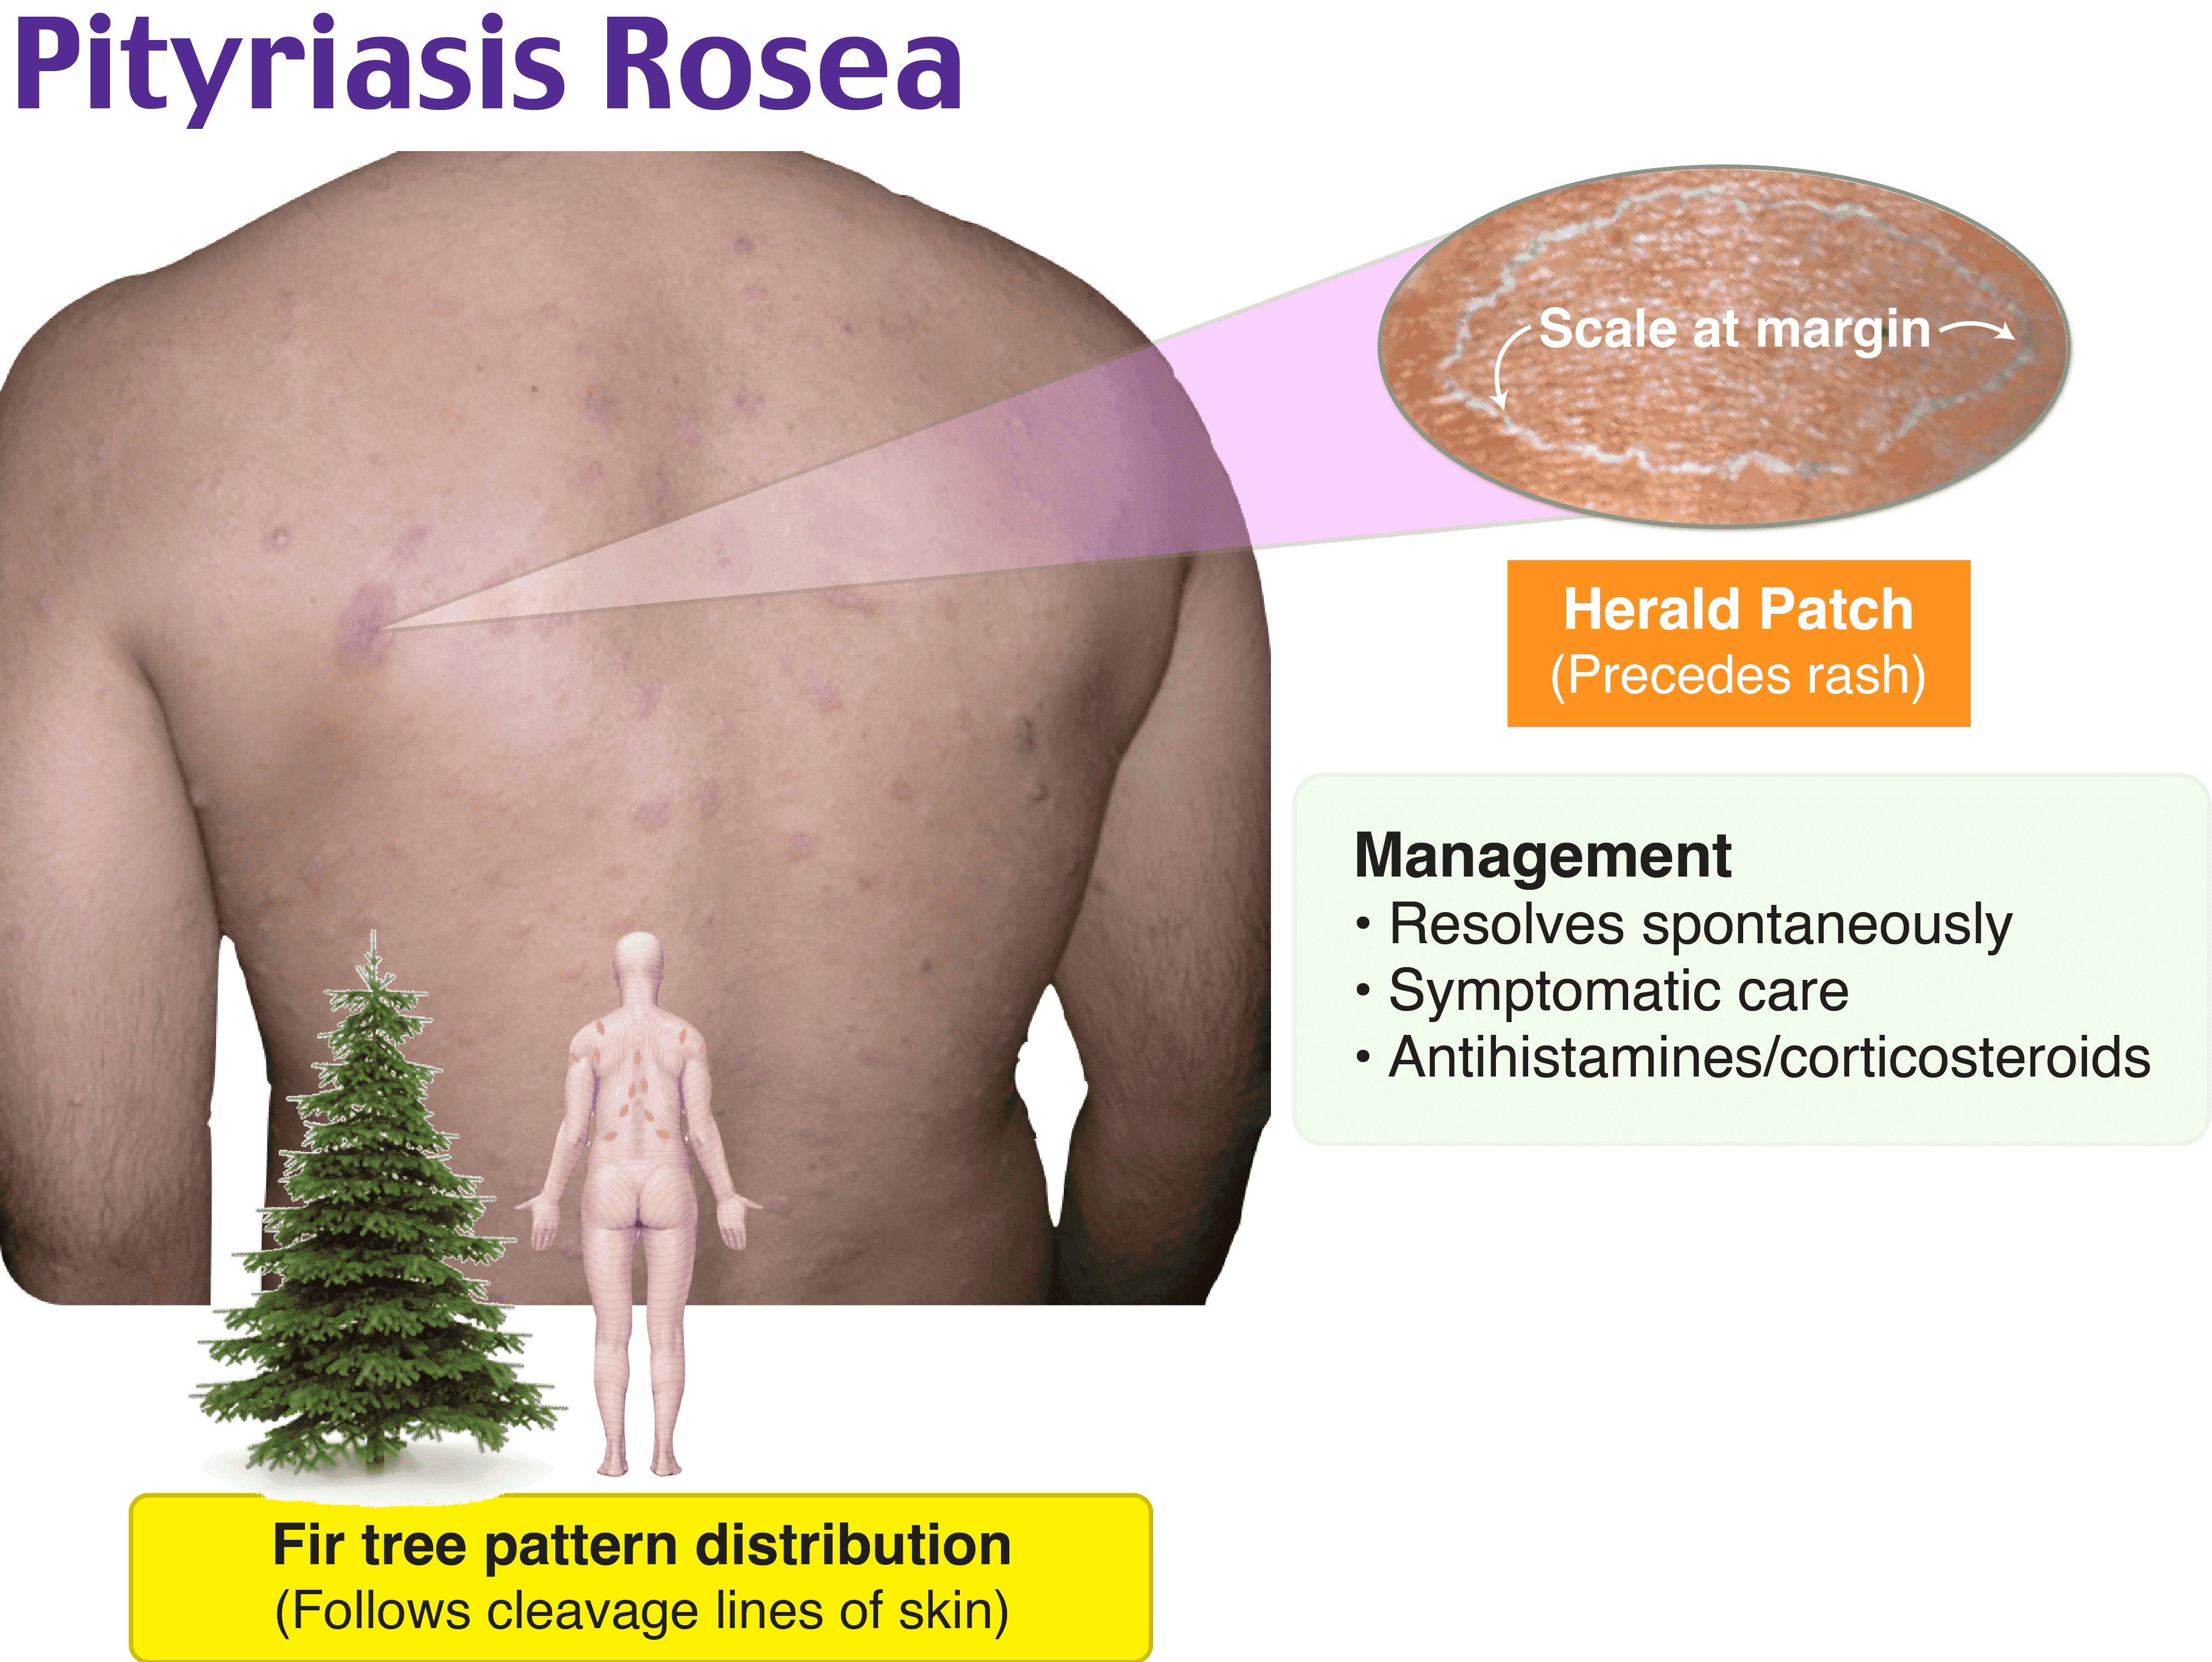 Pityriasis Rosea
Scale at margin
Herald Patch
(Precedes rash)
Management
• Resolves spontaneously
• Symptomatic care
• Antihistamines/corticosteroids
Fir tree pattern distribution
(Follows cleavage lines of skin)